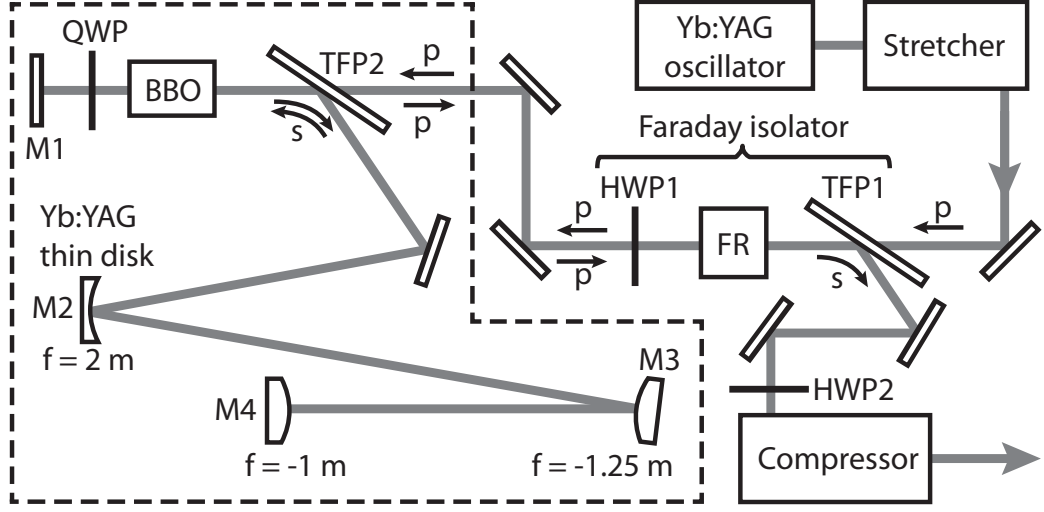 QWP
BBO
M1
TFP2
p
p
s
Yb:YAG
oscillator
Stretcher
Faraday isolator
HWP1
TFP1
p
p
FR
p
s
Yb:YAG
thin disk
M2
f = 2 m
M3
M4
f = -1 m
f = -1.25 m
HWP2
Compressor